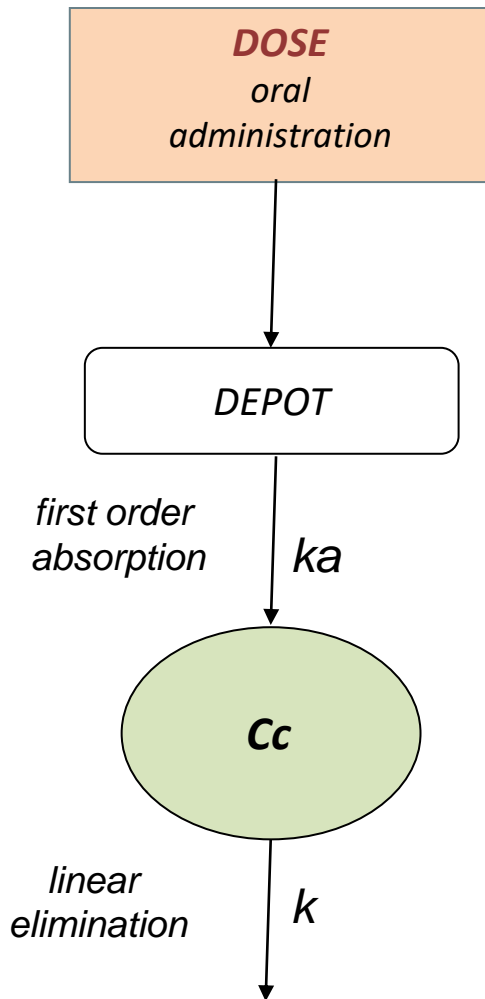 DOSE
oral
administration
DEPOT
first order
absorption
ka
Cc
linear
elimination
k